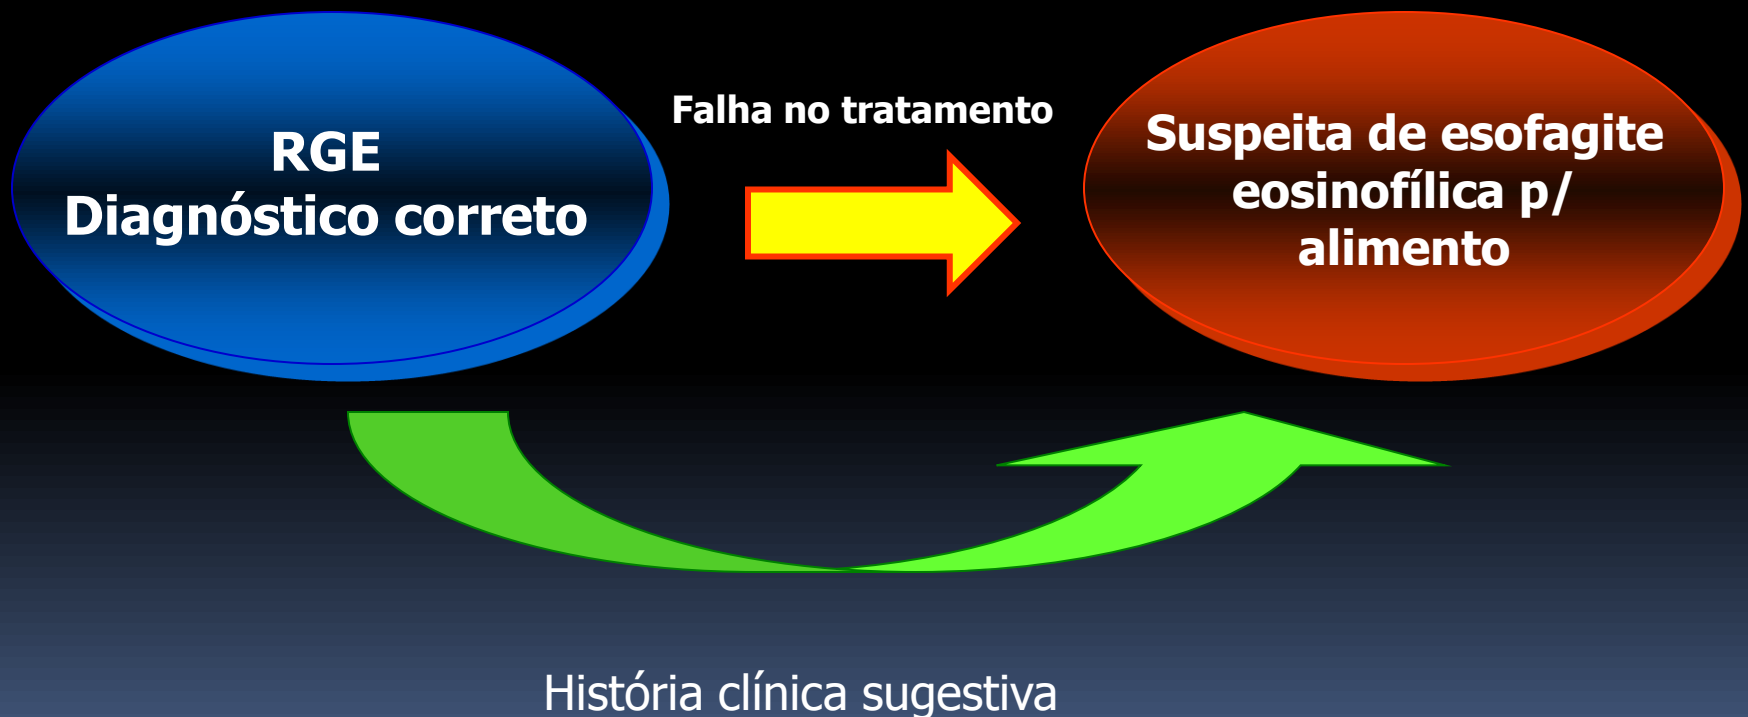 RGE
Diagnóstico correto
Falha no tratamento
Suspeita de esofagite
eosinofílica p/
alimento
História clínica sugestiva